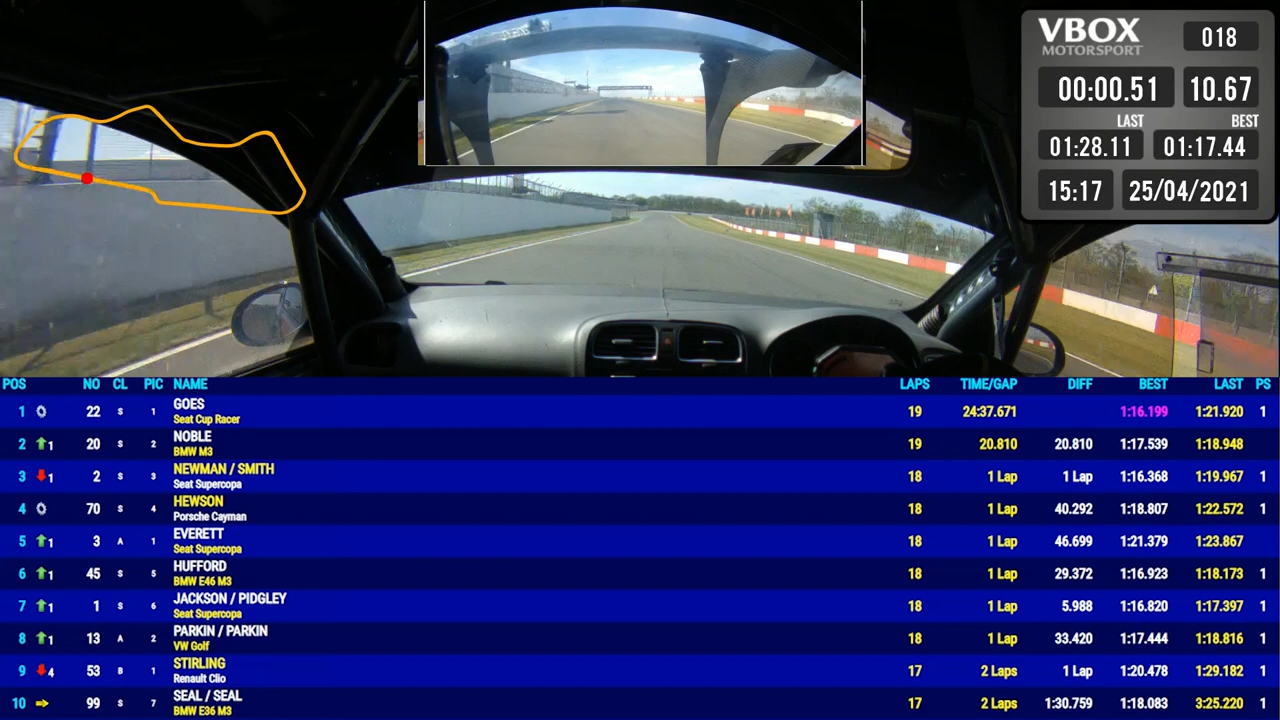 VBOX
MOTORSPORT
018
00:00.51 10.67
LAST BEST
01:28.11 01:17.44
15:17 25/04/2021
POS NO CL PIC NAME LAPS TIME/GAP DIFF BEST LAST PS
1 22 S 1 GOES 19 24:37.671 1:16.199 1:21.920 1
Seat Cup Racer
2 1 20 S 2 NOBLE 19 20.810 20.810 1:17.539 1:18.948
BMW M3
3 1 2 S 3 NEWMAN / SMITH 18 1 Lap 1 Lap 1:16.368 1:19.967 1
Seat Supercopa
4 70 S 4 HEWSON 18 1 Lap 40.292 1:18.807 1:22.572 1
Porsche Cayman
5 1 3 A 1 EVERETT 18 1 Lap 46.699 1:21.379 1:23.867
Seat Supercopa
6 1 45 S 5 HUFFORD 18 1 Lap 29.372 1:16.923 1:18.173 1
BMW E46 M3
7 1 1 S 6 JACKSON / PIDGLEY 18 1 Lap 5.988 1:16.820 1:17.397 1
Seat Supercopa
8 1 13 A 2 PARKIN / PARKIN 18 1 Lap 33.420 1:17.444 1:18.816 1
VW Golf
9 4 53 B 1 STIRLING 17 2 Laps 1 Lap 1:20.478 1:29.182 1
Renault Clio
10 99 S 7 SEAL / SEAL 17 2 Laps 1:30.759 1:18.083 3:25.220 1
BMW E36 M3